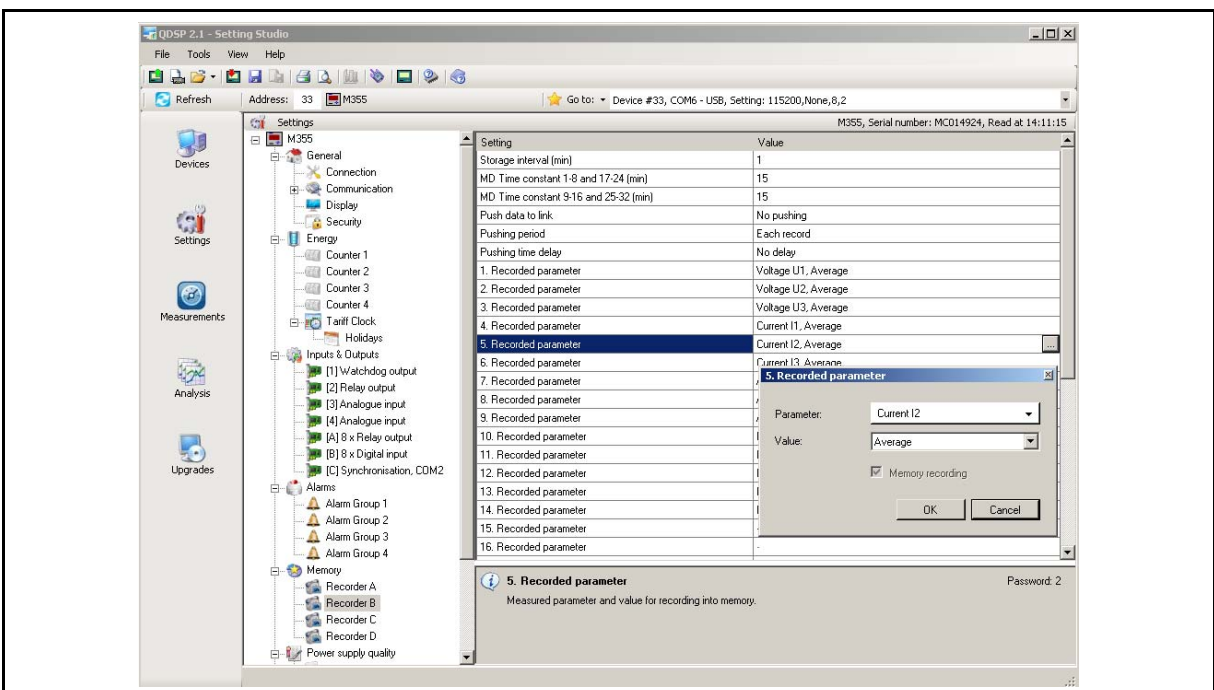 QDSP 2.1 - Setting Studio
File Tools View Help
Refresh Address: 33 M355 Go to: Device #33, COM6 - USB, Setting: 115200,None,8,2
Settings M355, Serial number: MC014924, Read at 14:11:15
Devices
Settings
Measurements
Analysis
Upgrades
M355
General
Connection
Communication
Display
Security
Energy
Counter 1
Counter 2
Counter 3
Counter 4
Tariff Clock
Holidays
Inputs & Outputs
[1] Watchdog output
[2] Relay output
[3] Analogue input
[4] Analogue input
[A] 8 x Relay output
[B] 8 x Digital input
[C] Synchronisation, COM2
Alarms
Alarm Group 1
Alarm Group 2
Alarm Group 3
Alarm Group 4
Memory
Recorder A
Recorder B
Recorder C
Recorder D
Power supply quality
Setting Value
Storage interval (min) 1
MD Time constant 1-8 and 17-24 (min) 15
MD Time constant 9-16 and 25-32 (min) 15
Push data to link No pushing
Pushing period Each record
Pushing time delay No delay
1. Recorded parameter Voltage U1, Average
2. Recorded parameter Voltage U2, Average
3. Recorded parameter Voltage U3, Average
4. Recorded parameter Current I1, Average
5. Recorded parameter Current I2, Average ...
6. Recorded parameter Current I3, Average
7. Recorded parameter
8. Recorded parameter
9. Recorded parameter
10. Recorded parameter
11. Recorded parameter
12. Recorded parameter
13. Recorded parameter
14. Recorded parameter
15. Recorded parameter
16. Recorded parameter -
5. Recorded parameter
Parameter: Current I2
Value: Average
Memory recording
OK Cancel
5. Recorded parameter Password: 2
Measured parameter and value for recording into memory.